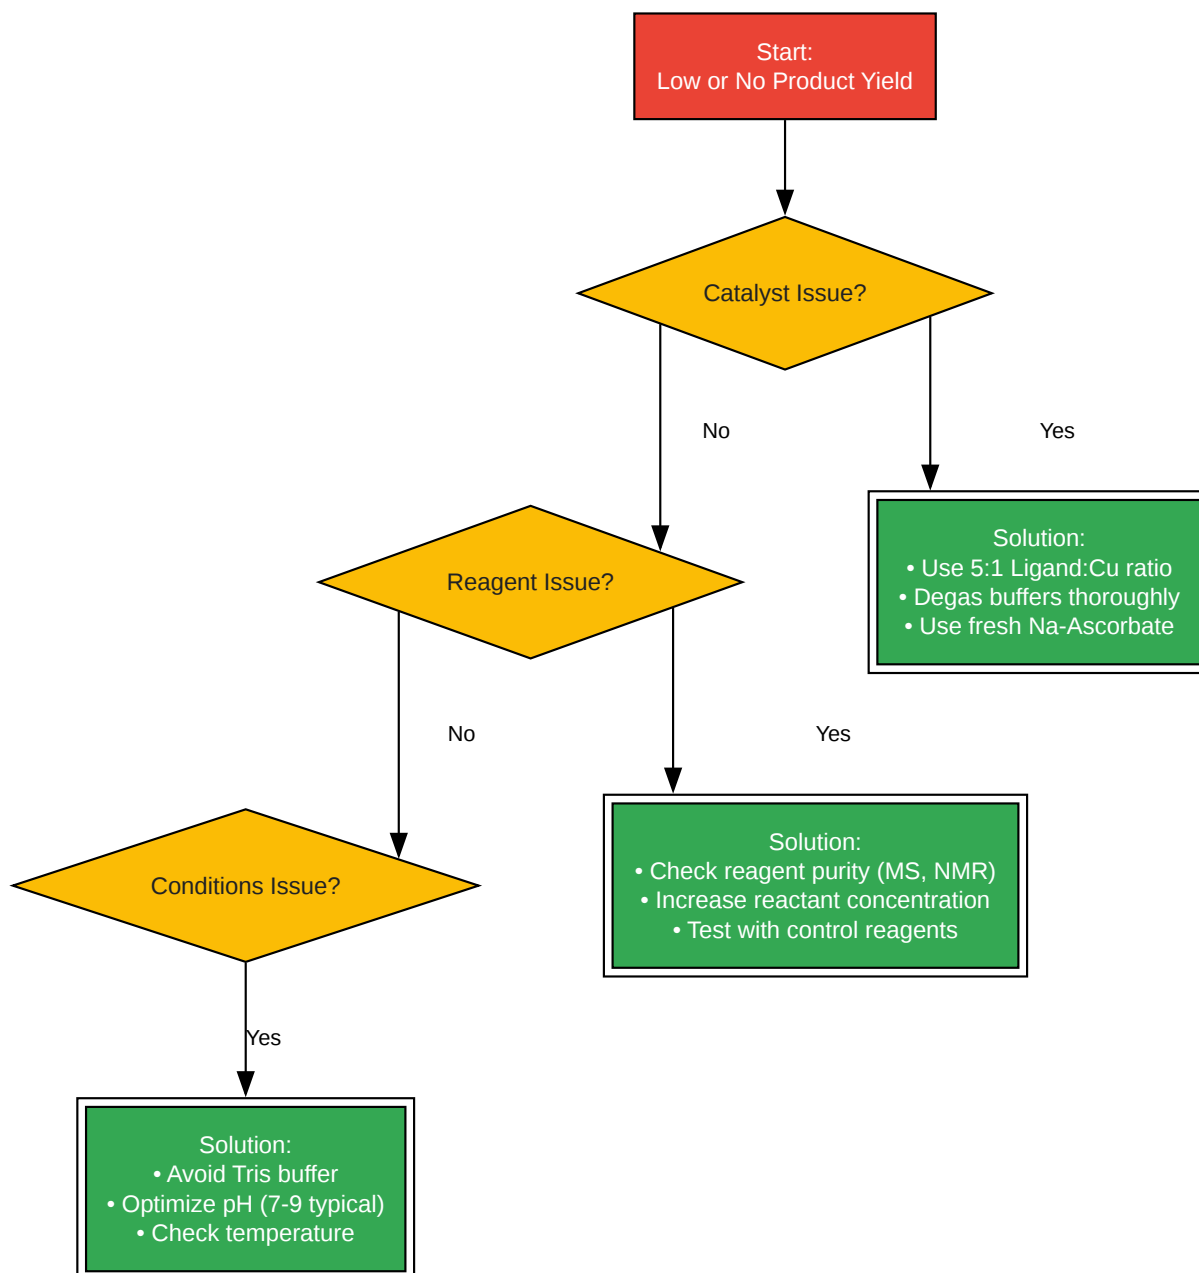 Start:
Low or No Product Yield
Catalyst Issue?
No
Yes
Solution:
• Use 5:1 Ligand:Cu ratio
• Degas buffers thoroughly
• Use fresh Na-Ascorbate
Reagent Issue?
No
Yes
Solution:
• Check reagent purity (MS, NMR)
• Increase reactant concentration
• Test with control reagents
Conditions Issue?
Yes
Solution:
• Avoid Tris buffer
• Optimize pH (7-9 typical)
• Check temperature